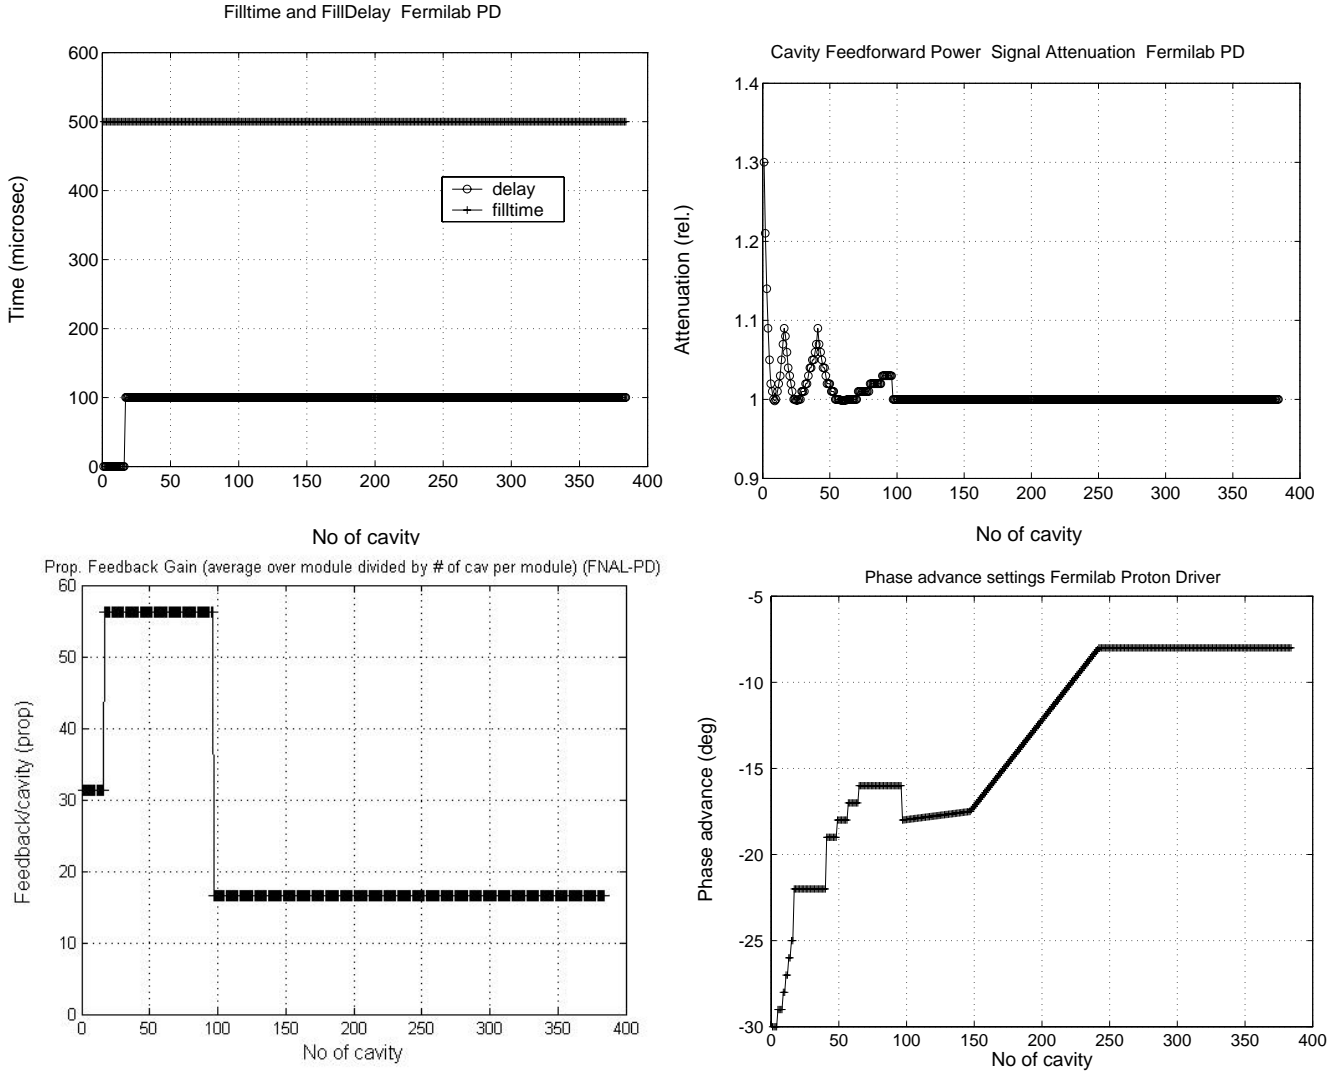 Filltime and FillDelay Fermilab PD
600
500
400
300
200
100
0
Time (microsec)
delay
filltime
0 50 100 150 200 250 300 350 400
No of cavity
Cavity Feedforward Power Signal Attenuation Fermilab PD
1.4
1.3
1.2
1.1
1
0.9
Attenuation (rel.)
0 50 100 150 200 250 300 350 400
No of cavity
Prop. Feedback Gain (average over module divided by # of cav per module) (FNAL-PD)
60
50
40
30
20
10
0
Feedback/cavity (prop)
0 50 100 150 200 250 300 350 400
No of cavity
Phase advance settings Fermilab Proton Driver
-5
-10
-15
-20
-25
-30
Phase advance (deg)
0 50 100 150 200 250 300 350 400
No of cavity